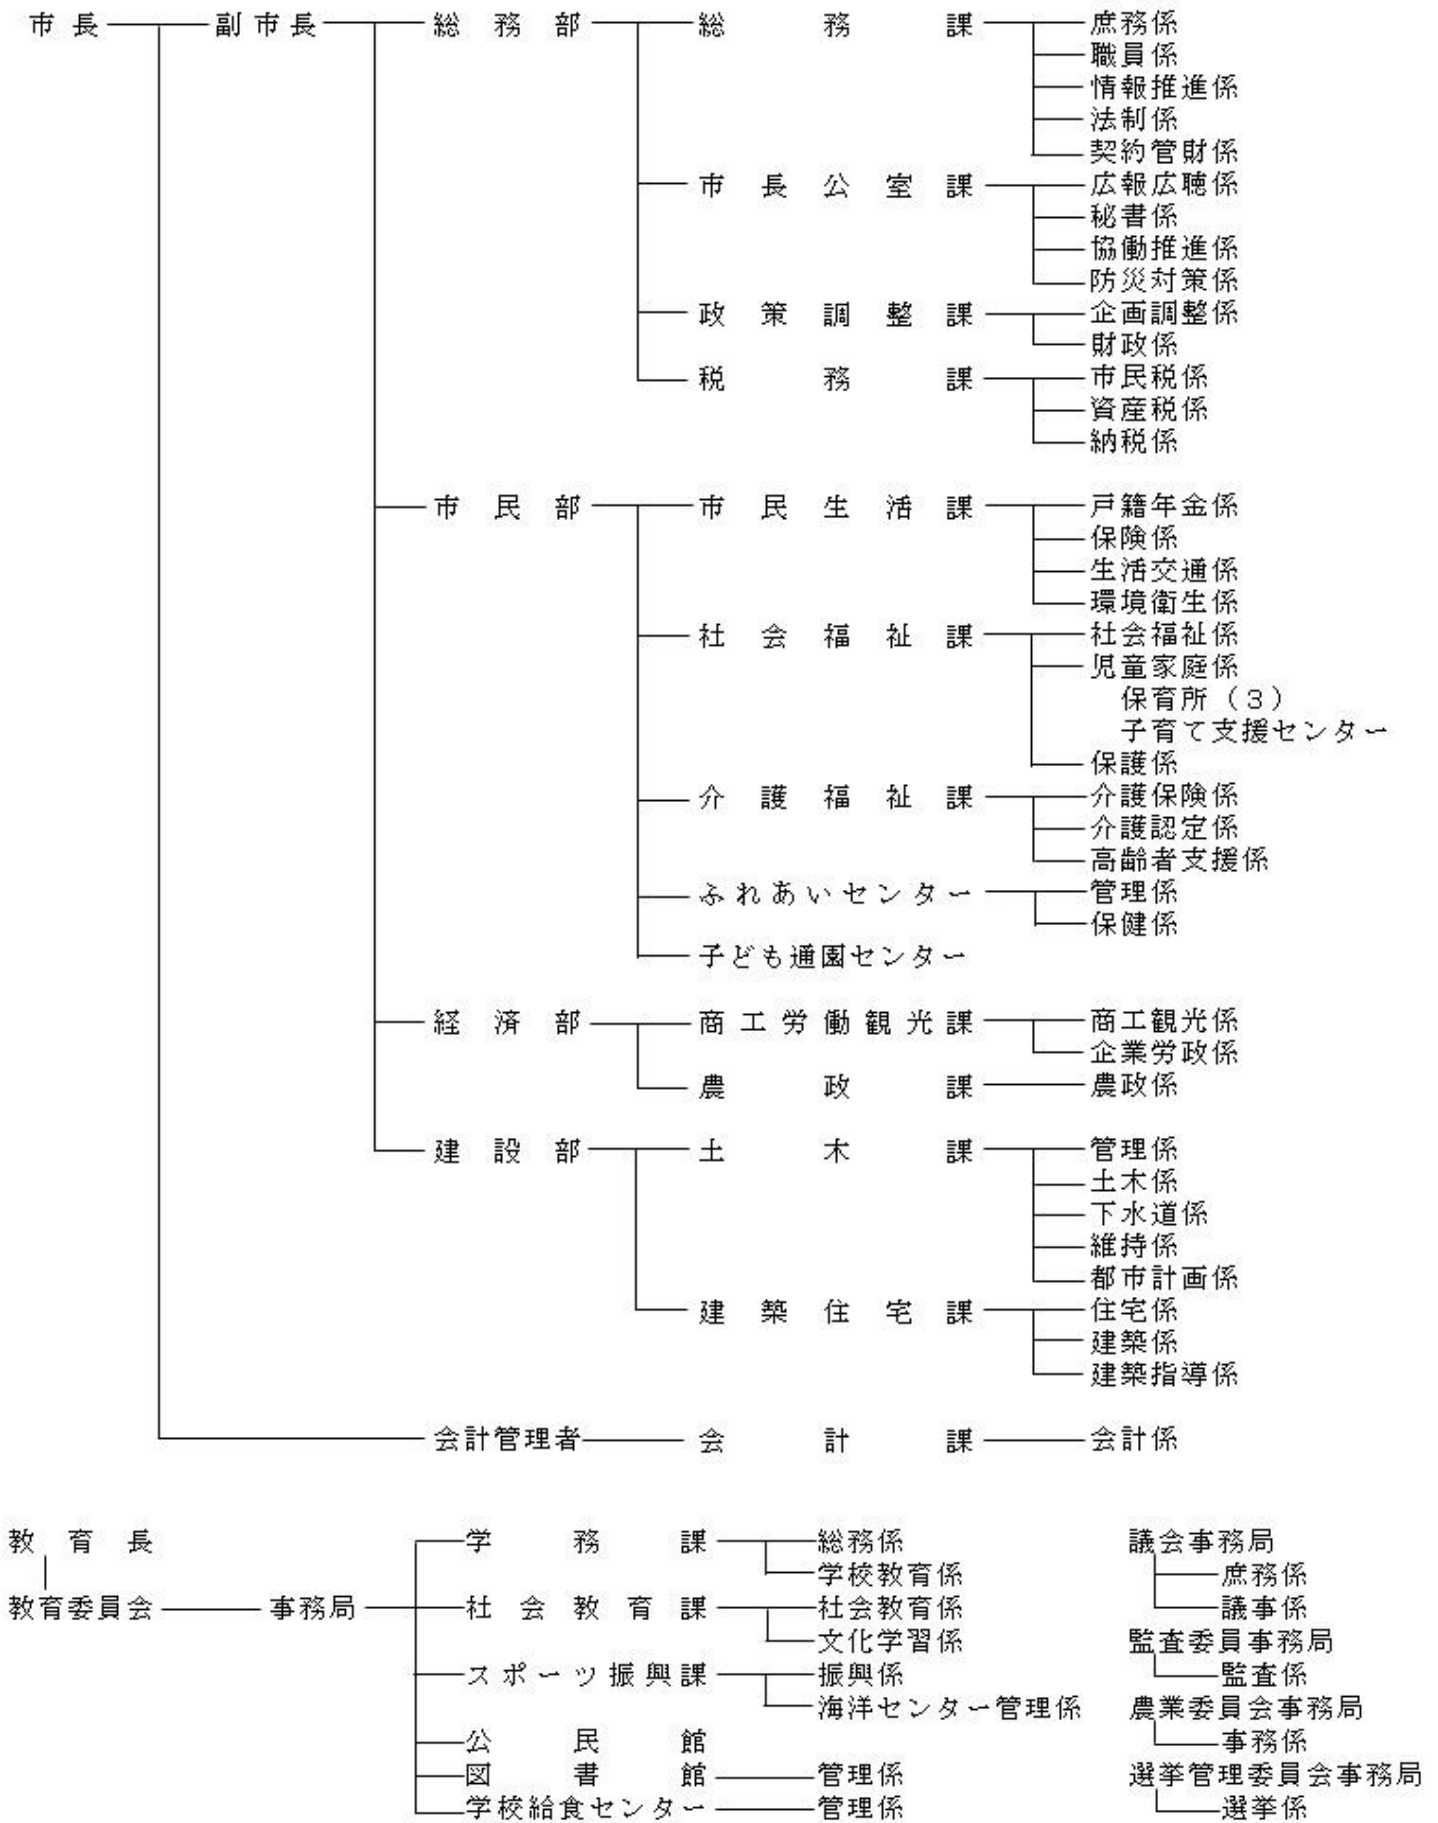 市長 副市長 総務部 総務課 庶務係
職員係
情報推進係
法制係
契約管財係
市長公室課 広報広聴係
秘書係
協働推進係
防災対策係
政策調整課 企画調整係
財政係
税務課 市民税係
資産税係
納税係
市民部 市民生活課 戸籍年金係
保険係
生活交通係
環境衛生係
社会福祉課 社会福祉係
児童家庭係
保育所(3)
子育て支援センター
保護係
介護福祉課 介護保険係
介護認定係
高齢者支援係
ふれあいセンター 管理係
保健係
子ども通園センター
経済部 商工労働観光課 商工観光係
企業労政係
農政課 農政係
建設部 土木課 管理係
土木係
下水道係
維持係
都市計画係
建築住宅課 住宅係
建築係
建築指導係
会計管理者 会計課 会計係
教育長 学務課 総務係 議会事務局
学校教育係 庶務係
教育委員会 事務局 社会教育課 社会教育係 議事係
文化学習係 監査委員事務局
スポーツ振興課 振興係 監査係
海洋センター管理係 農業委員会事務局
公民館 事務係
図書館 管理係 選挙管理委員会事務局
学校給食センター 管理係 選挙係